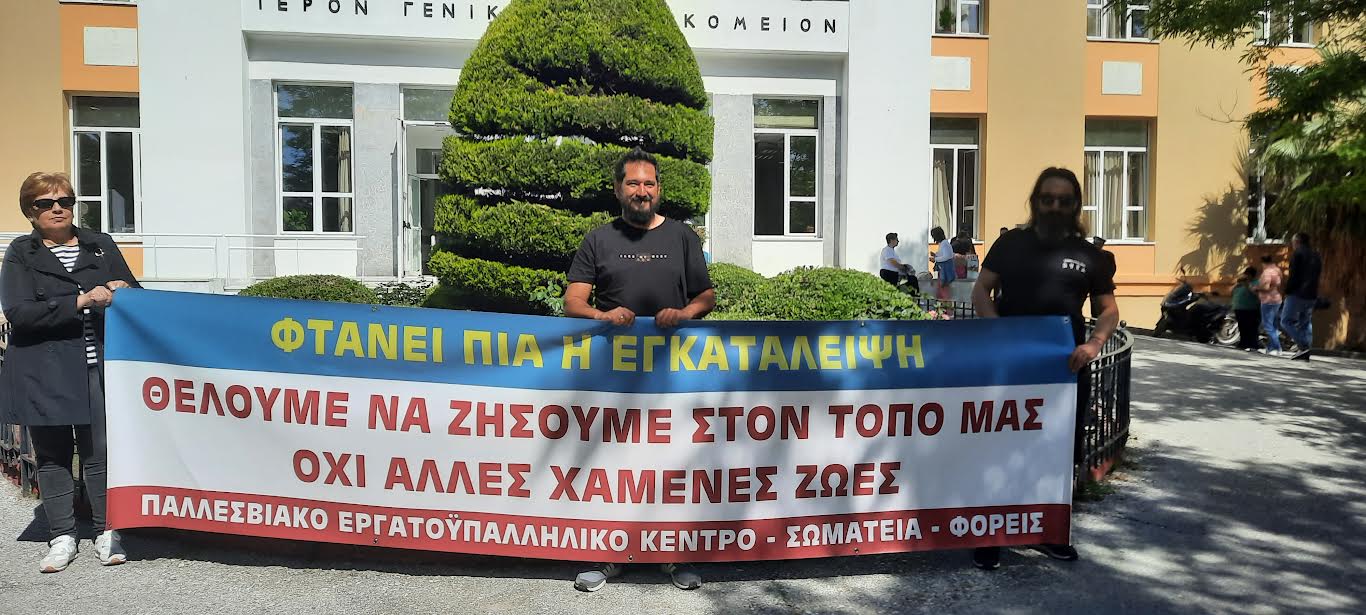 ΙΕΡΟΝ ΓΕΝΙΚ ΚΟΜΕΙΟΝ
ΦΤΑΝΕΙ ΠΙΑ Η ΕΓΚΑΤΑΛΕΙΨΗ
ΘΕΛΟΥΜΕ ΝΑ ΖΗΣΟΥΜΕ ΣΤΟΝ ΤΟΠΟ ΜΑΣ
ΟΧΙ ΑΛΛΕΣ ΧΑΜΕΝΕΣ ΖΩΕΣ
ΠΑΛΛΕΣΒΙΑΚΟ ΕΡΓΑΤΟΫΠΑΛΛΗΛΙΚΟ ΚΕΝΤΡΟ - ΣΩΜΑΤΕΙΑ - ΦΟΡΕΙΣ